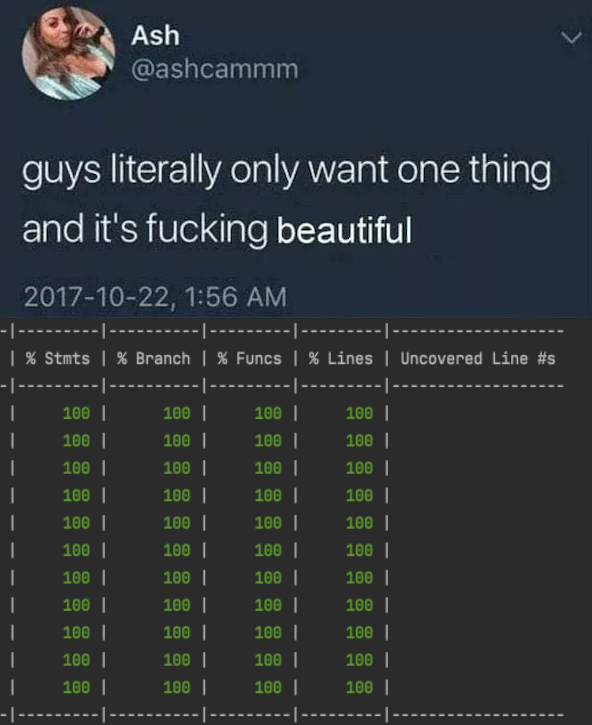 Ash
@ashcammm
guys literally only want one thing
and it's fucking beautiful
2017-10-22, 1:56 AM
-|---------|----------|---------|---------|-------------------
| % Stmts | % Branch | % Funcs | % Lines | Uncovered Line #s
-|---------|----------|---------|---------|-------------------
| 100 | 100 | 100 | 100 |
| 100 | 100 | 100 | 100 |
| 100 | 100 | 100 | 100 |
| 100 | 100 | 100 | 100 |
| 100 | 100 | 100 | 100 |
| 100 | 100 | 100 | 100 |
| 100 | 100 | 100 | 100 |
| 100 | 100 | 100 | 100 |
| 100 | 100 | 100 | 100 |
| 100 | 100 | 100 | 100 |
| 100 | 100 | 100 | 100 |
-|---------|----------|---------|---------|-------------------